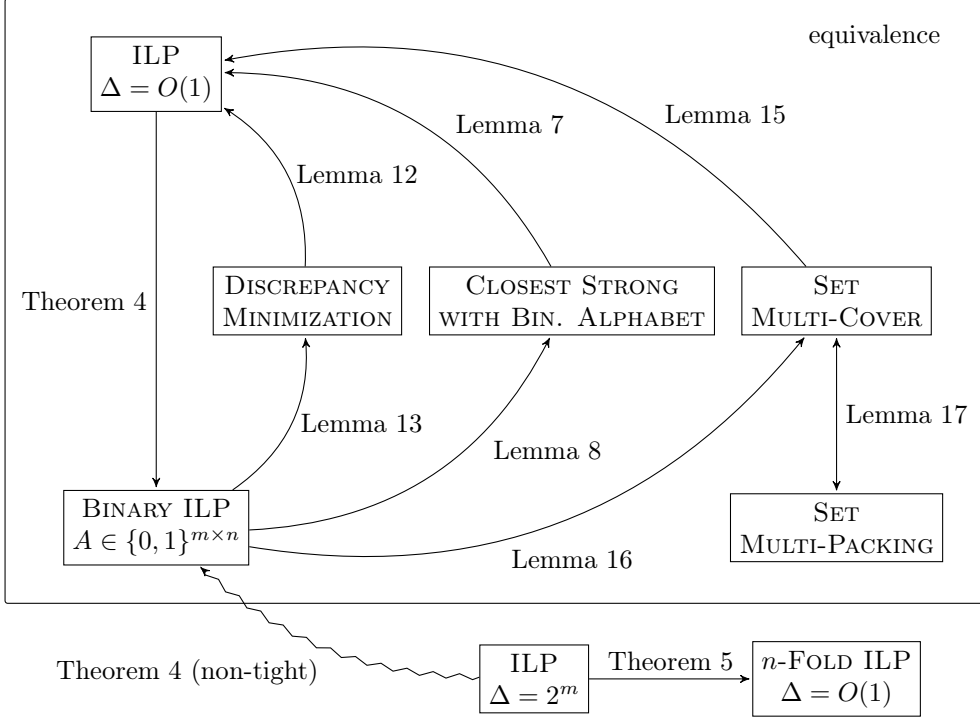 equivalence
ILP
Δ = O(1)
Lemma 15
Lemma 7
Lemma 12
Theorem 4
DISCREPANCY
MINIMIZATION
CLOSEST STRONG
WITH BIN. ALPHABET
SET
MULTI-COVER
Lemma 13
Lemma 8
Lemma 17
BINARY ILP
A ∈ {0, 1}^{m×n}
SET
MULTI-PACKING
Lemma 16
Theorem 4 (non-tight)
ILP
Δ = 2^m
Theorem 5
n-FOLD ILP
Δ = O(1)